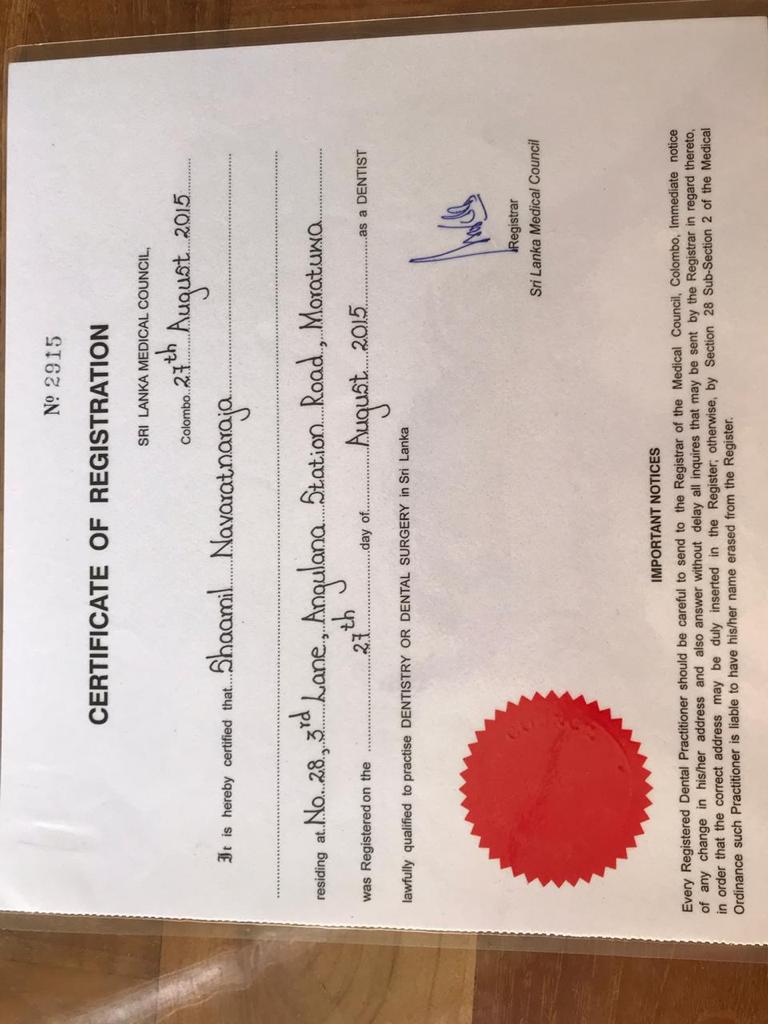 Nº 2915
CERTIFICATE OF REGISTRATION
SRI LANKA MEDICAL COUNCIL,
Colombo 27th August 2015
It is hereby certified that Shaamil Navaratnaraja
residing at No. 28, 3rd Lane, Angulana Station Road, Moratuwa
was Registered on the 27th day of August 2015 as a DENTIST
lawfully qualified to practise DENTISTRY OR DENTAL SURGERY in Sri Lanka
Registrar
Sri Lanka Medical Council
IMPORTANT NOTICES
Every Registered Dental Practitioner should be careful to send to the Registrar of the Medical Council, Colombo, Immediate notice
of any change in his/her address and also answer without delay all inquires that may be sent by the Registrar in regard thereto,
in order that the correct address may be duly inserted in the Register; otherwise, by Section 28 Sub-Section 2 of the Medical
Ordinance such Practitioner is liable to have his/her name erased from the Register.